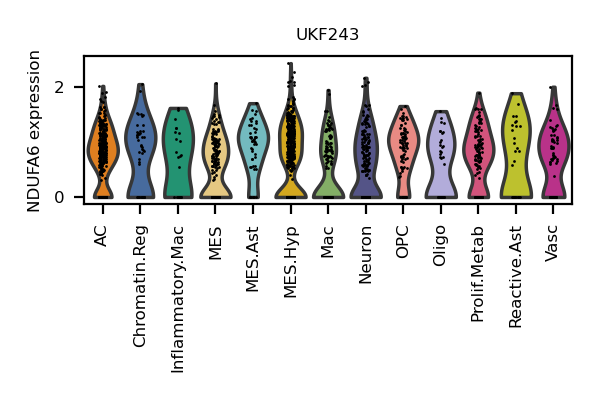 UKF243
NDUFA6 expression
2
0
AC
Chromatin.Reg
Inflammatory.Mac
MES
MES.Ast
MES.Hyp
Mac
Neuron
OPC
Oligo
Prolif.Metab
Reactive.Ast
Vasc